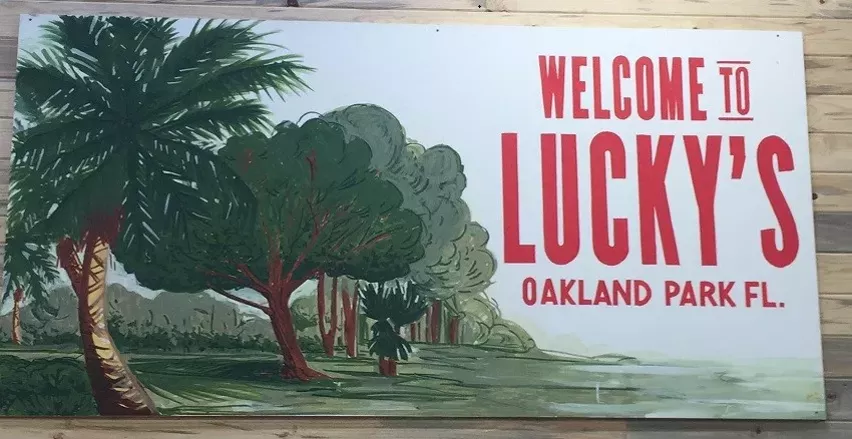 WELCOME TO
LUCKY'S
OAKLAND PARK FL.